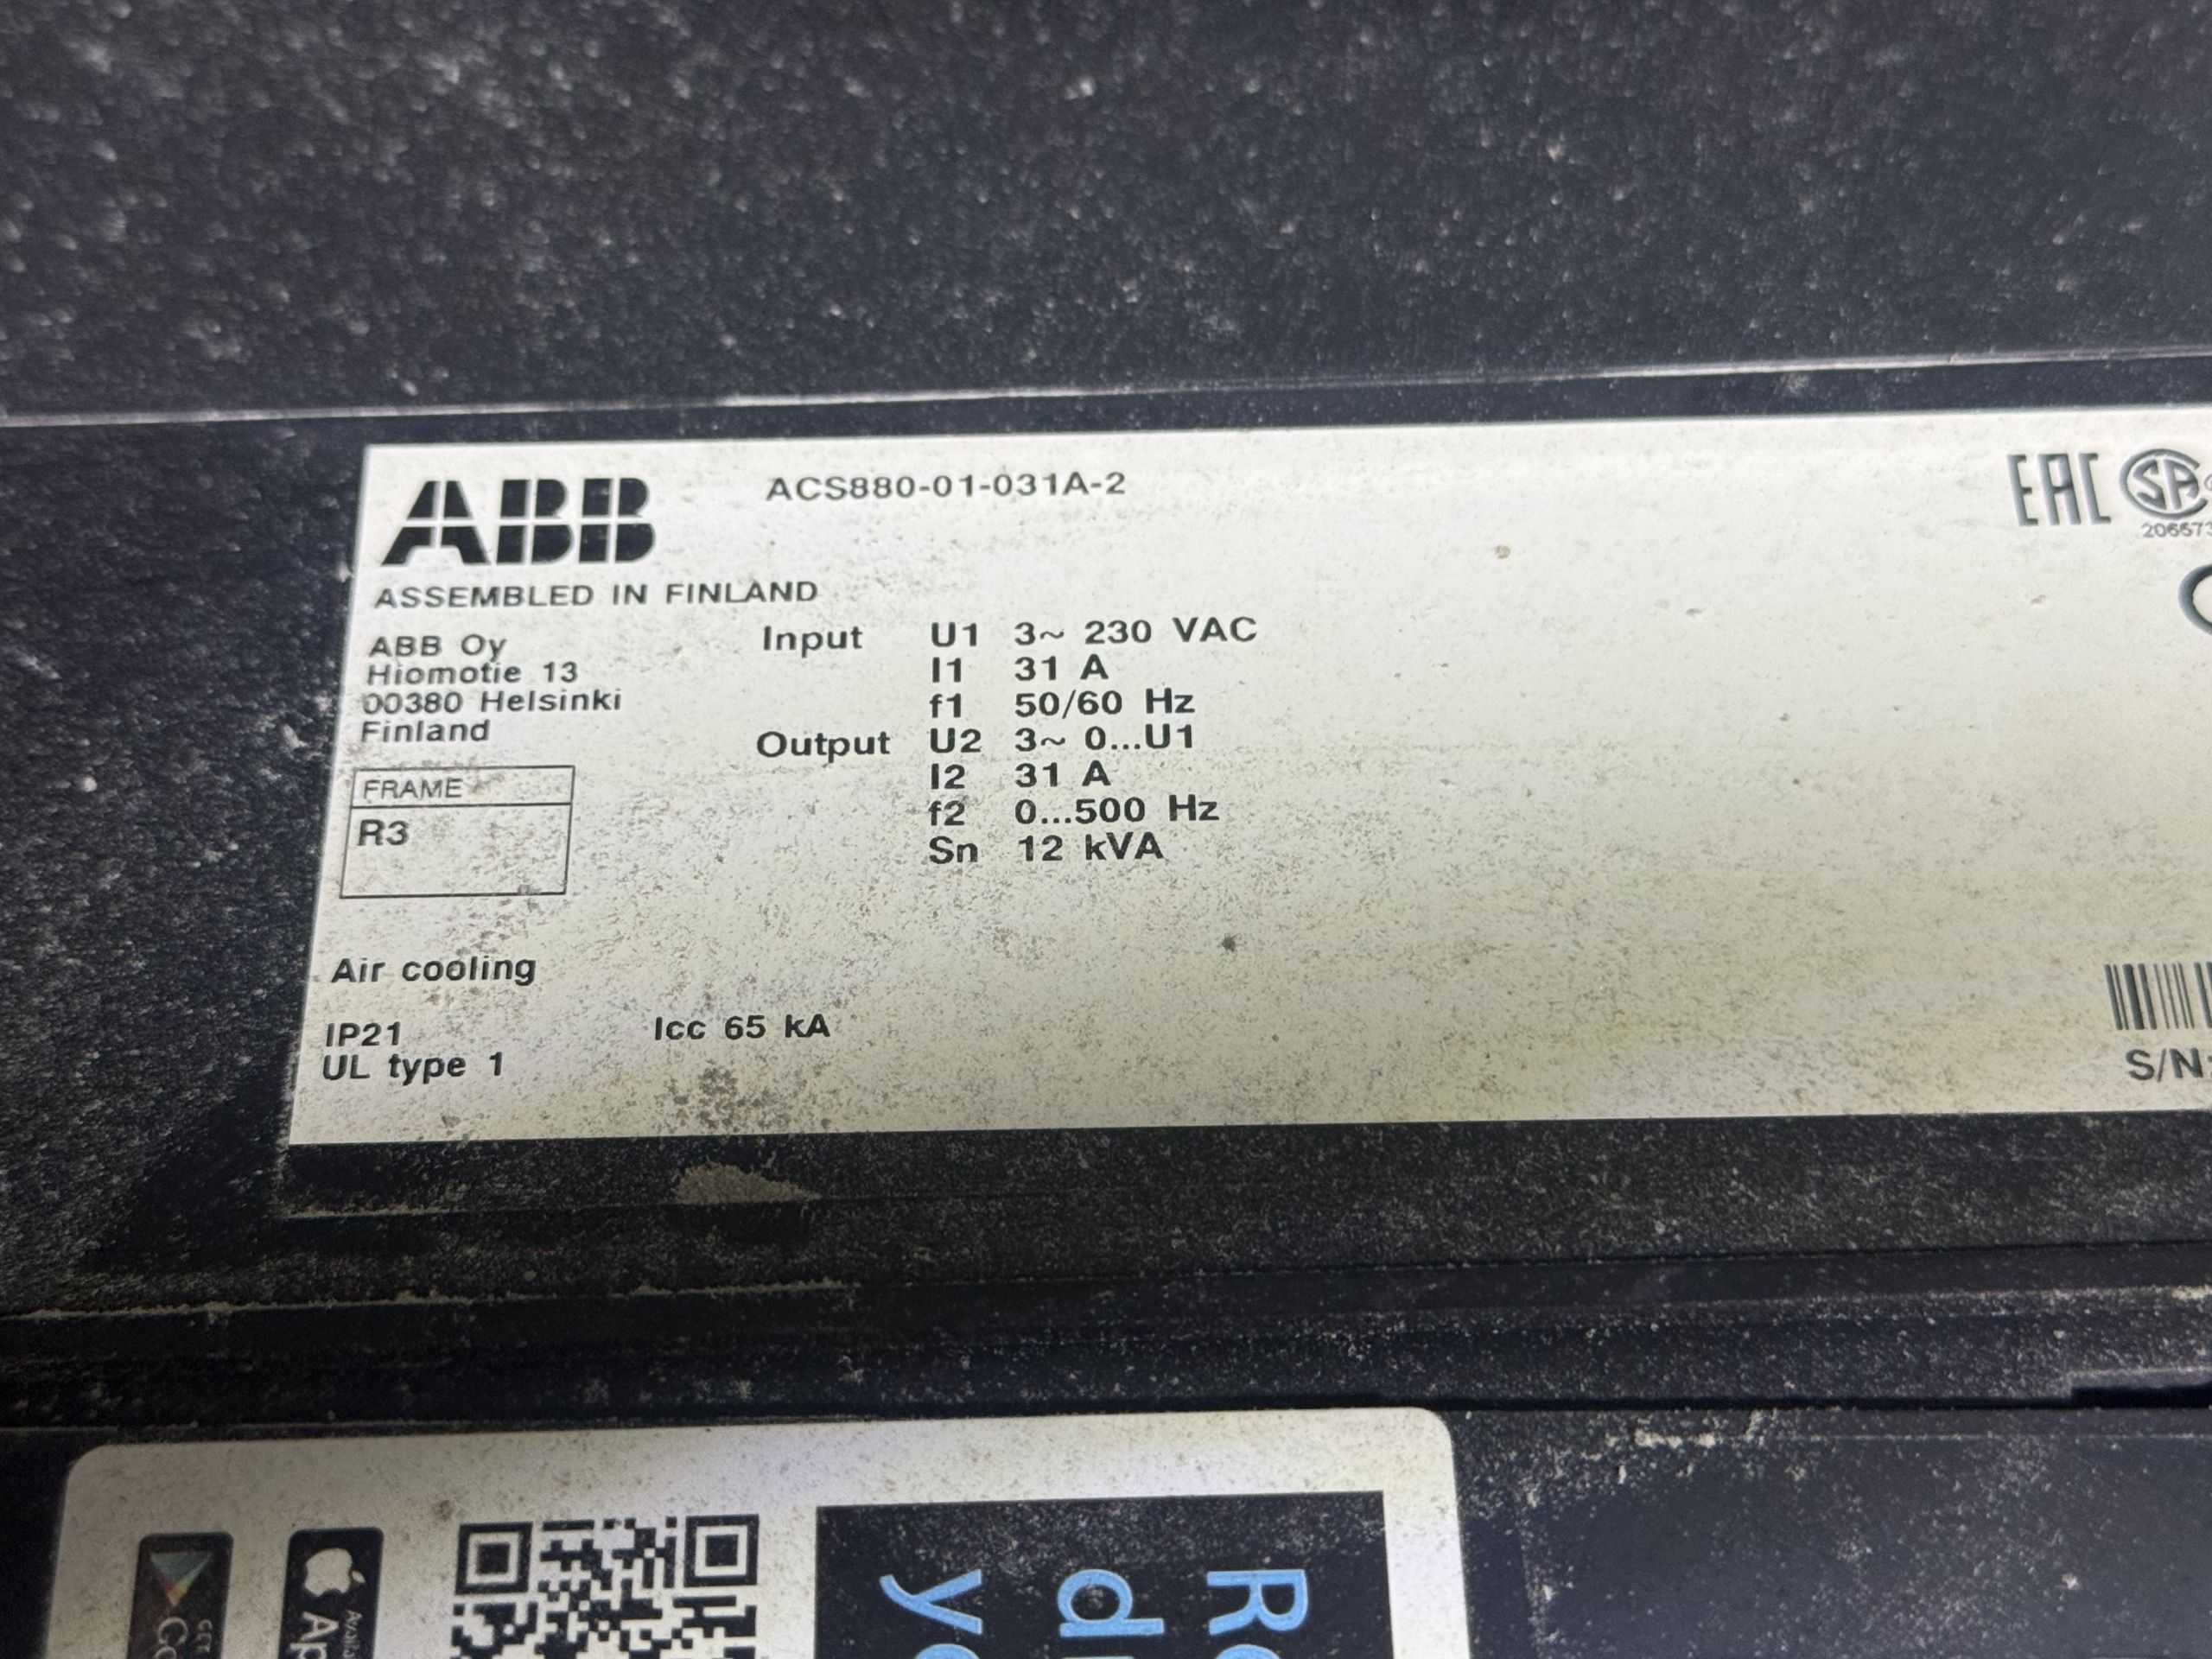 ABB
ACS880-01-031A-2
EAC
SA
ASSEMBLED IN FINLAND
ABB Oy
Hiomotie 13
00380 Helsinki
Finland
Input U1 3~ 230 VAC
I1 31 A
f1 50/60 Hz
Output U2 3~ 0...U1
I2 31 A
f2 0...500 Hz
Sn 12 kVA
FRAME
R3
Air cooling
IP21
UL type 1
Icc 65 kA
S/N: